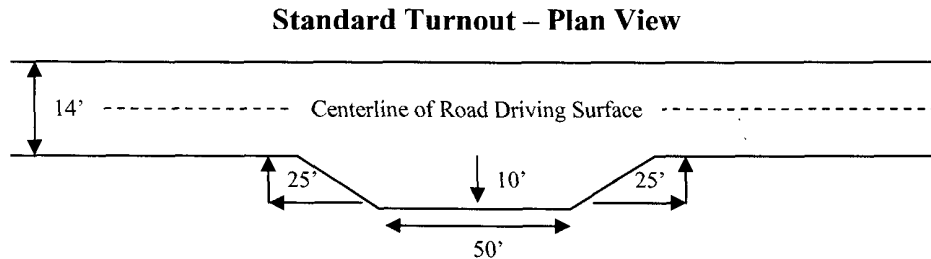 Standard Turnout – Plan View
14'
Centerline of Road Driving Surface
25'
10'
25'
50'